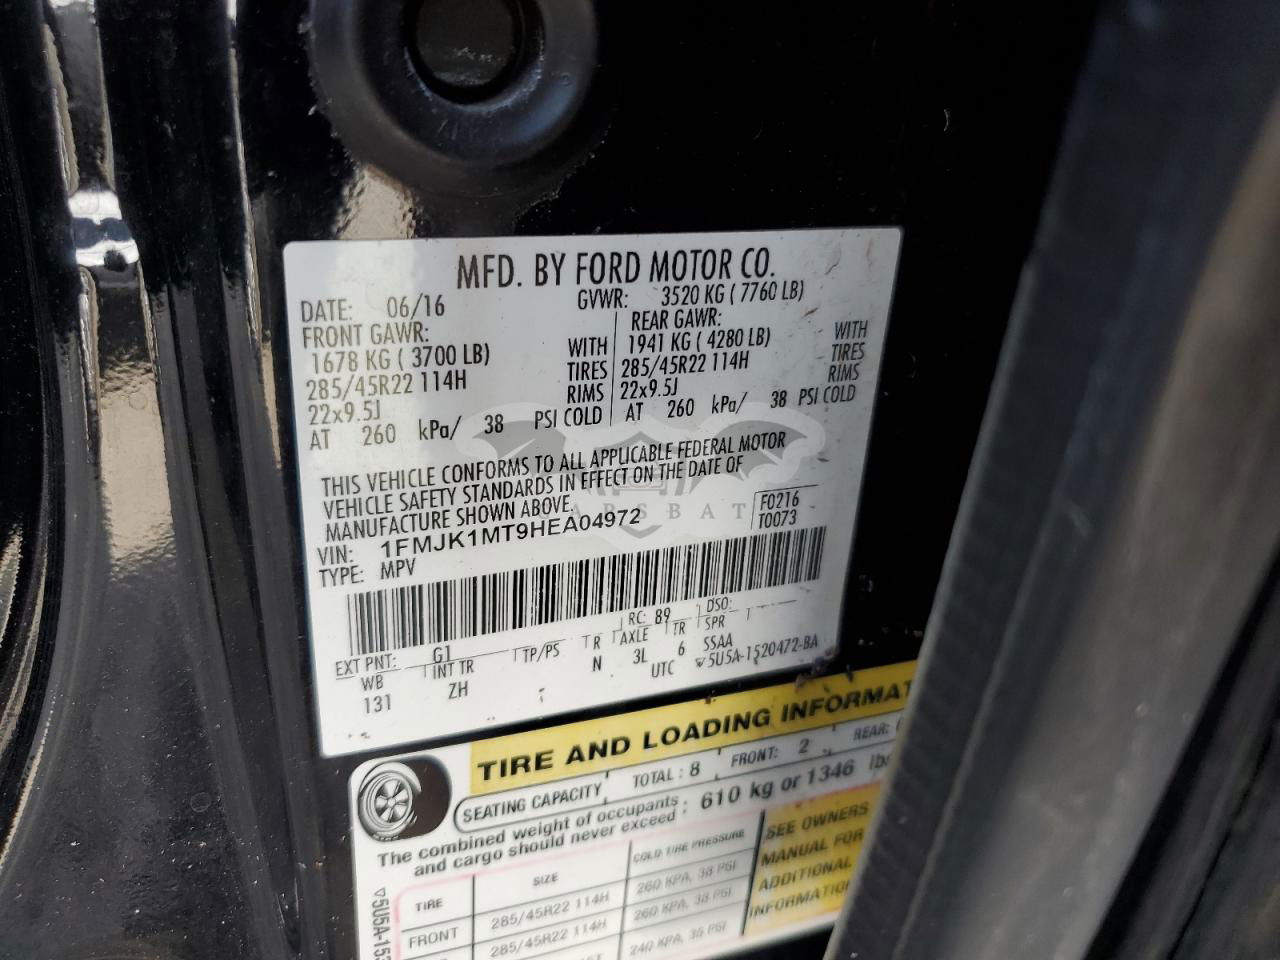 MFD. BY FORD MOTOR CO.
DATE: 06/16 GVWR: 3520 KG ( 7760 LB)
FRONT GAWR: REAR GAWR:
1678 KG ( 3700 LB) WITH 1941 KG ( 4280 LB) WITH
285/45R22 114H TIRES 285/45R22 114H TIRES
22x9.5J RIMS 22x9.5J RIMS
AT 260 kPa/ 38 PSI COLD AT 260 kPa/ 38 PSI COLD
THIS VEHICLE CONFORMS TO ALL APPLICABLE FEDERAL MOTOR
VEHICLE SAFETY STANDARDS IN EFFECT ON THE DATE OF
MANUFACTURE SHOWN ABOVE.
F0216
T0073
VIN: 1FMJK1MT9HEA04972
TYPE: MPV
EXT PNT: G1 RC: 89 DSO:
WB INT TR TP/PS T R AXLE TR SPR
131 ZH N 3L 6 SSAA
UTC ▽5U5A-1520472-BA
TIRE AND LOADING INFORMAT
SEATING CAPACITY TOTAL : 8 FRONT: 2 REAR:
The combined weight of occupants
and cargo should never exceed : 610 kg or 1346 lbs
TIRE SIZE COLD TIRE PRESSURE
FRONT 285/45R22 114H 260 KPA, 38 PSI
285/45R22 114H 260 KPA, 38 PSI
240 KPA, 35 PSI
SEE OWNERS
MANUAL FOR
ADDITIONAL
INFORMATION
▽5U5A-153
ARSBAT